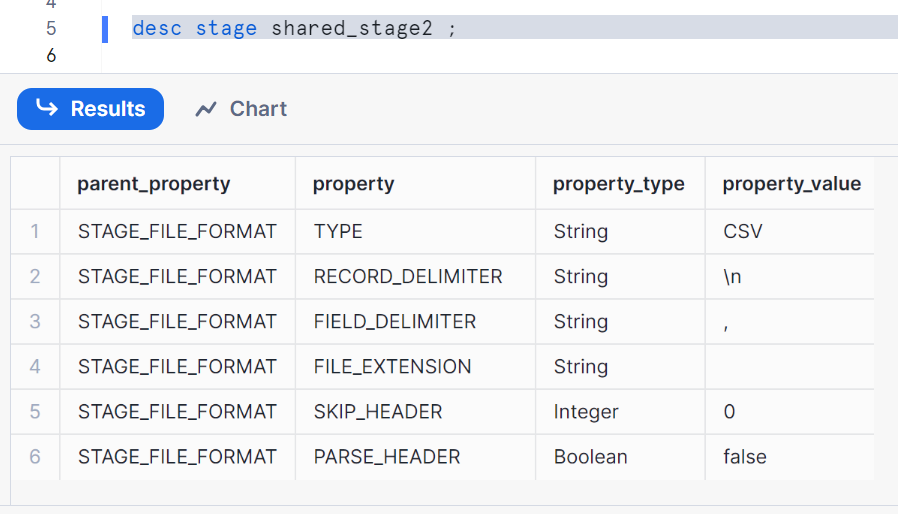 4
5 desc stage shared_stage2 ;
6
Results Chart
parent_property property property_type property_value
1 STAGE_FILE_FORMAT TYPE String CSV
2 STAGE_FILE_FORMAT RECORD_DELIMITER String \n
3 STAGE_FILE_FORMAT FIELD_DELIMITER String ,
4 STAGE_FILE_FORMAT FILE_EXTENSION String
5 STAGE_FILE_FORMAT SKIP_HEADER Integer 0
6 STAGE_FILE_FORMAT PARSE_HEADER Boolean false